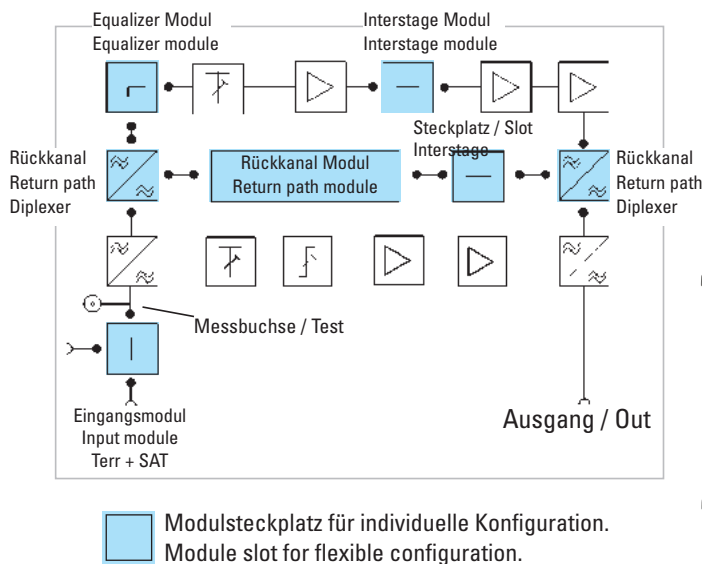 Equalizer Modul
Equalizer module
Interstage Modul
Interstage module
Steckplatz / Slot
Interstage
Rückkanal
Return path
Diplexer
Rückkanal Modul
Return path module
Rückkanal
Return path
Diplexer
Messbuchse / Test
Eingangsmodul
Input module
Terr + SAT
Ausgang / Out
Modulsteckplatz für individuelle Konfiguration.
Module slot for flexible configuration.